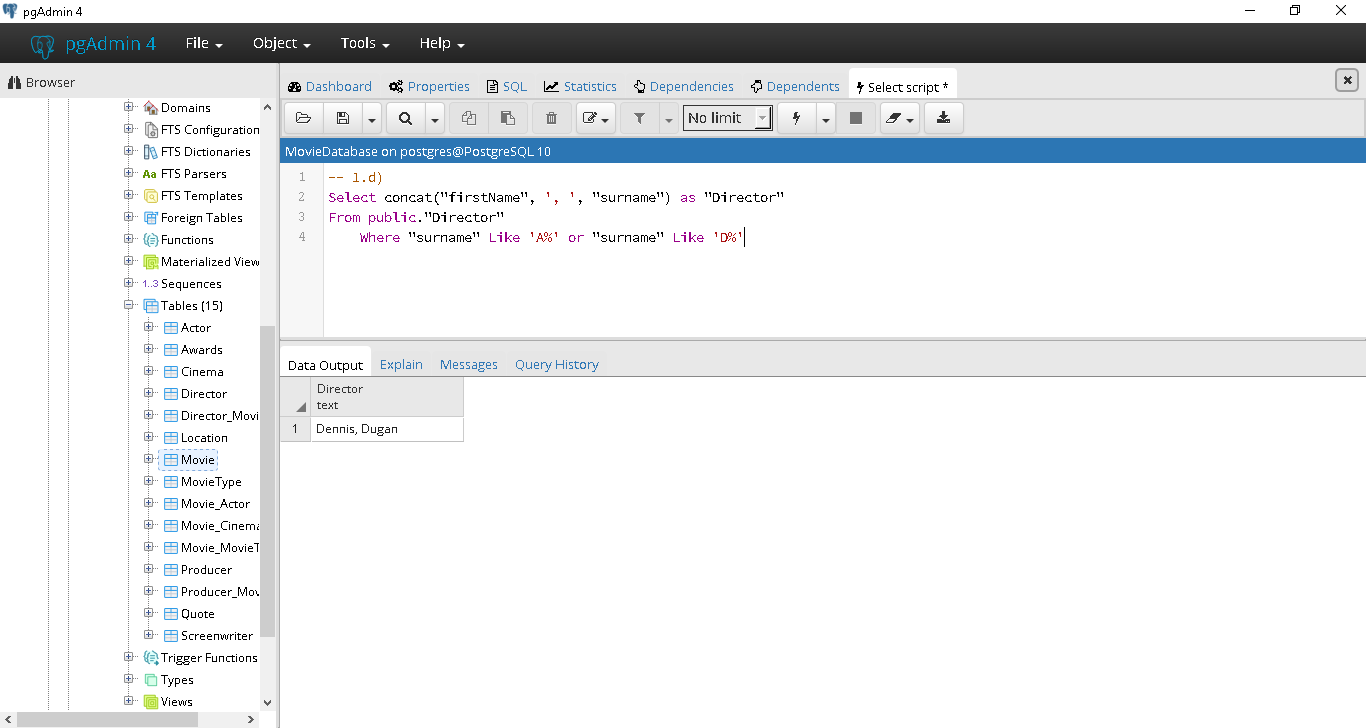 pgAdmin 4
pgAdmin 4 File Object Tools Help
Browser
Domains
FTS Configuration
FTS Dictionaries
Aa FTS Parsers
FTS Templates
Foreign Tables
Functions
Materialized View
1..3 Sequences
Tables (15)
Actor
Awards
Cinema
Director
Director_Movi
Location
Movie
MovieType
Movie_Actor
Movie_Cinema
Movie_MovieT
Producer
Producer_Mov
Quote
Screenwriter
Trigger Functions
Types
Views
Dashboard Properties SQL Statistics Dependencies Dependents Select script *
No limit
MovieDatabase on postgres@PostgreSQL 10
1 -- 1.d)
2 Select concat("firstName", ', ', "surname") as "Director"
3 From public."Director"
4 Where "surname" Like 'A%' or "surname" Like 'D%'
Data Output Explain Messages Query History
Director
text
1 Dennis, Dugan